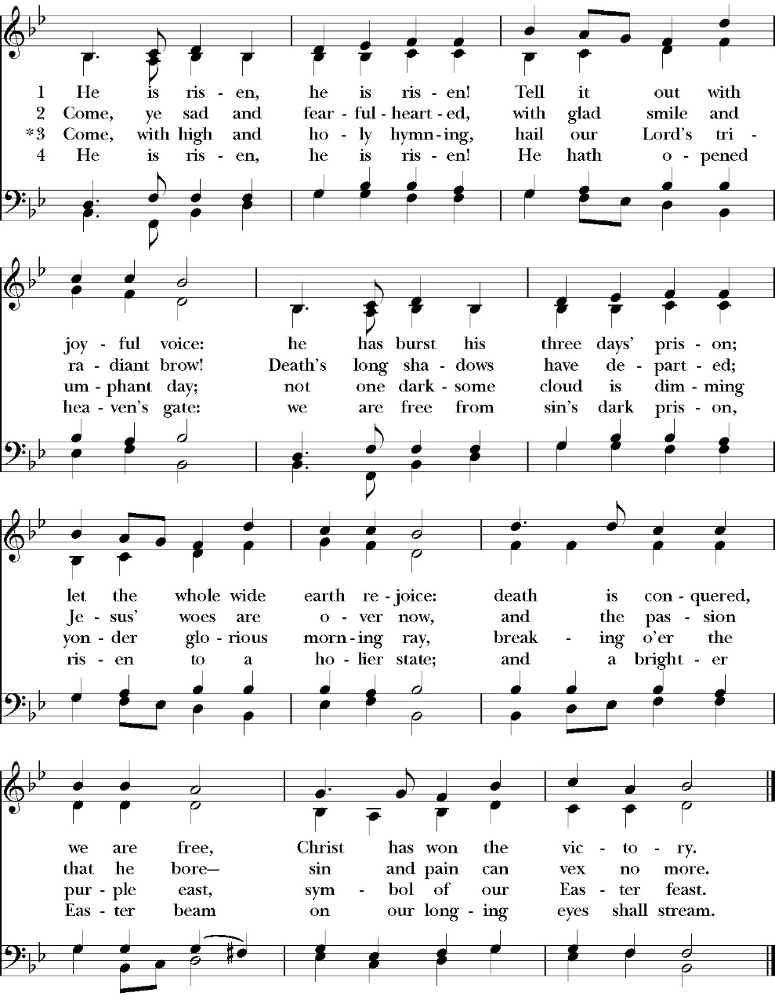 1 He is ris - en, he is ris - en! Tell it out with
2 Come, ye sad and fear - ful - heart - ed, with glad smile and
*3 Come, with high and ho - ly hymn - ing, hail our Lord's tri -
4 He is ris - en, he is ris - en! He hath o - pened
joy - ful voice: he has burst his three days' pris - on;
ra - diant brow! Death's long sha - dows have de - part - ed;
um - phant day; not one dark - some cloud is dim - ming
hea - ven's gate: we are free from sin's dark pris - on,
let the whole wide earth re - joice: death is con - quered,
Je - sus' woes are o - ver now, and the pas - sion
yon - der glo - rious morn - ing ray, break - ing o'er the
ris - en to a ho - lier state; and a bright - er
we are free, Christ has won the vic - to - ry.
that he bore— sin and pain can vex no more.
pur - ple east, sym - bol of our Eas - ter feast.
Eas - ter beam on our long - ing eyes shall stream.